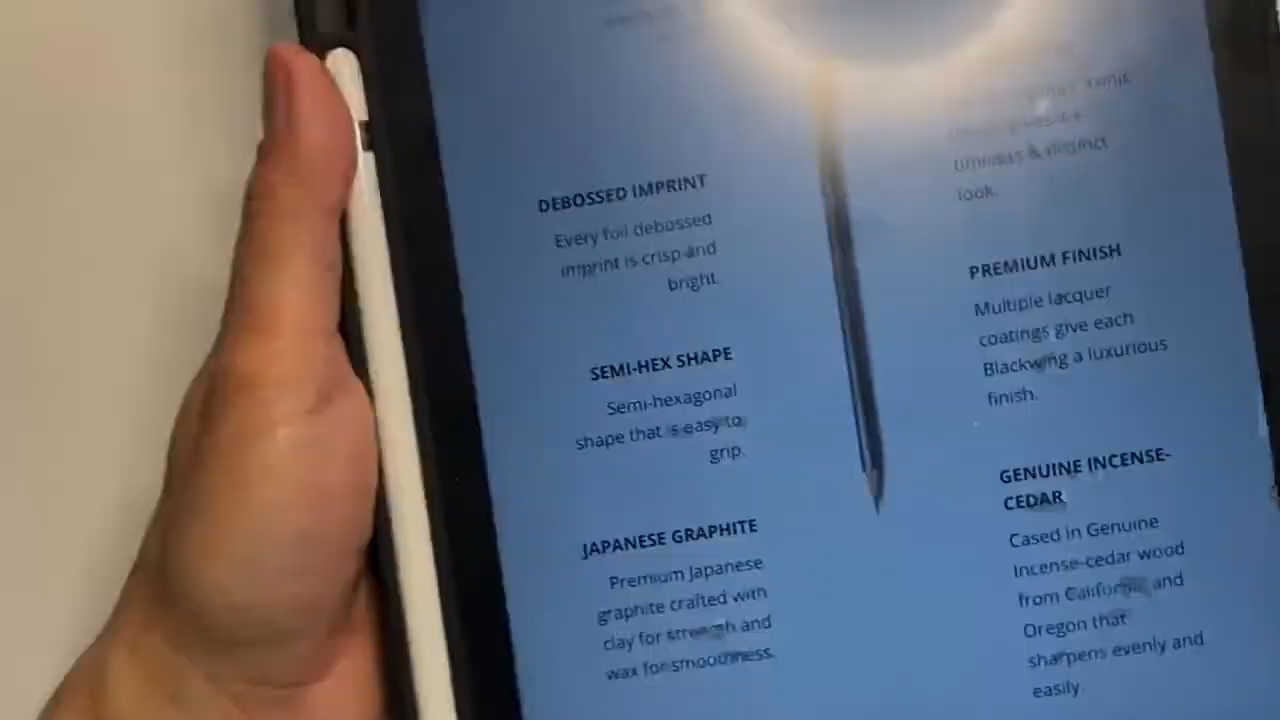 DEBOSSED IMPRINT
Every foil debossed
imprint is crisp and
bright.
SEMI-HEX SHAPE
Semi-hexagonal
shape that is easy to
grip.
JAPANESE GRAPHITE
Premium Japanese
graphite crafted with
clay for strength and
wax for smoothness.
& distinct
look.
PREMIUM FINISH
Multiple lacquer
coatings give each
Blackwing a luxurious
finish.
GENUINE INCENSE-
CEDAR
Cased in Genuine
Incense-cedar wood
from California and
Oregon that
sharpens evenly and
easily.